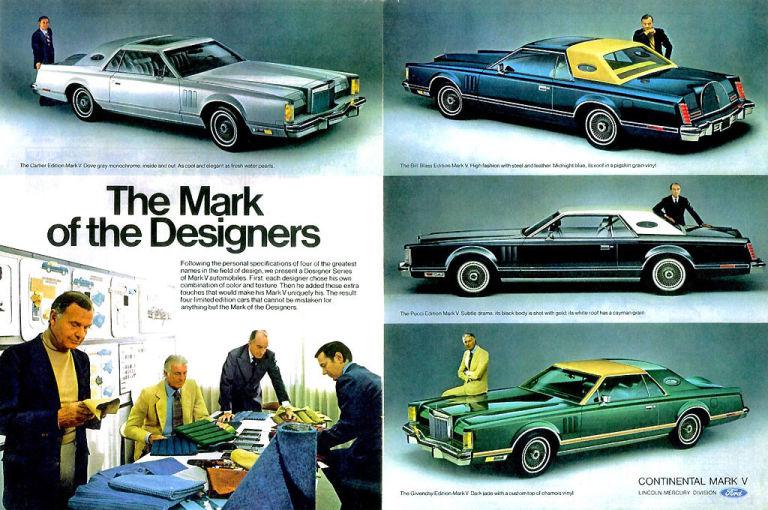 The Cartier Edition Mark V. Dove gray monochrome, inside and out. As cool and elegant as fresh water pearls.
The Bill Blass Edition Mark V. High fashion with steel and leather. Midnight blue, its roof in a pigskin grain vinyl
The Mark
of the Designers
Following the personal specifications of four of the greatest
names in the field of design, we present a Designer Series
of Mark V automobiles. First, each designer chose his own
combination of color and texture. Then he added those extra
touches that would make his Mark V uniquely his. The result:
four limited edition cars that cannot be mistaken for
anything but the Mark of the Designers.
The Pucci Edition Mark V. Subtle drama, its black body is shot with gold; its white roof has a cayman grain.
The Givenchy Edition Mark V. Dark jade with a custom top of chamois vinyl
CONTINENTAL MARK V
LINCOLN-MERCURY DIVISION Ford